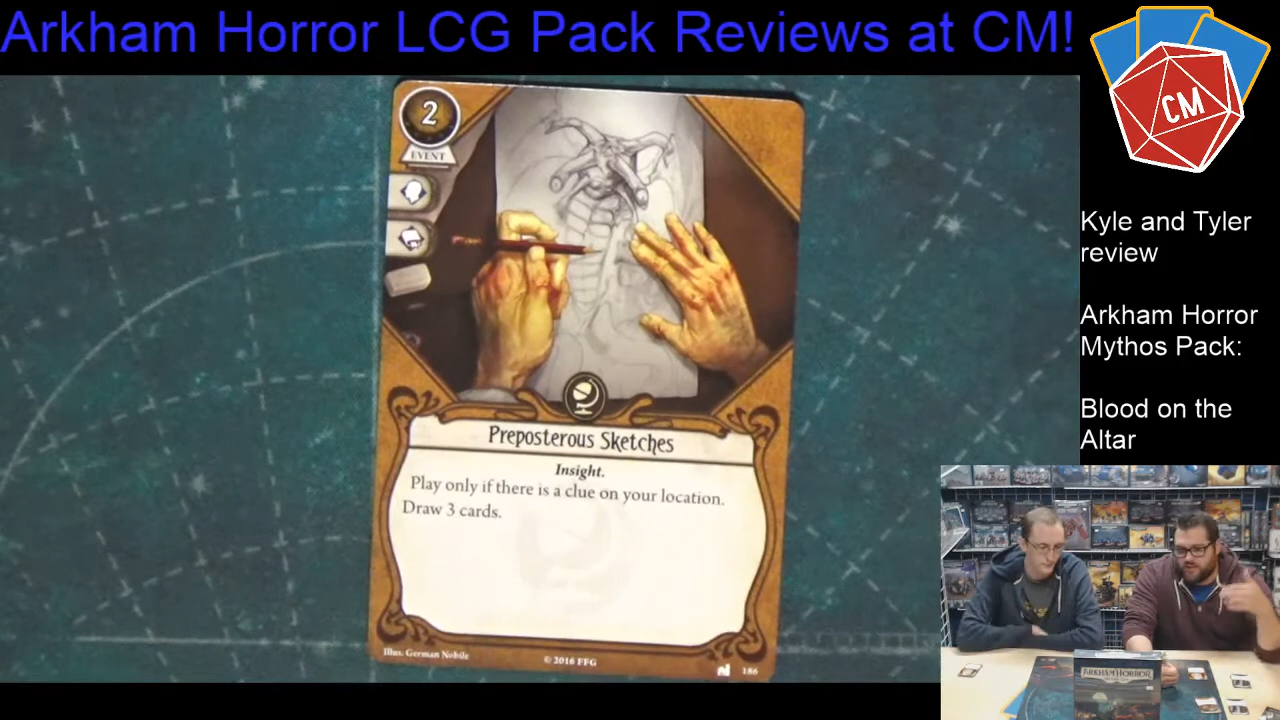 Arkham Horror LCG Pack Reviews at CM!
CM
Kyle and Tyler
review
Arkham Horror
Mythos Pack:
Blood on the
Altar
2
EVENT
Preposterous Sketches
Insight.
Play only if there is a clue on your location.
Draw 3 cards.
Illus. German Nobile
© 2016 FFG
186
ARKHAM HORROR